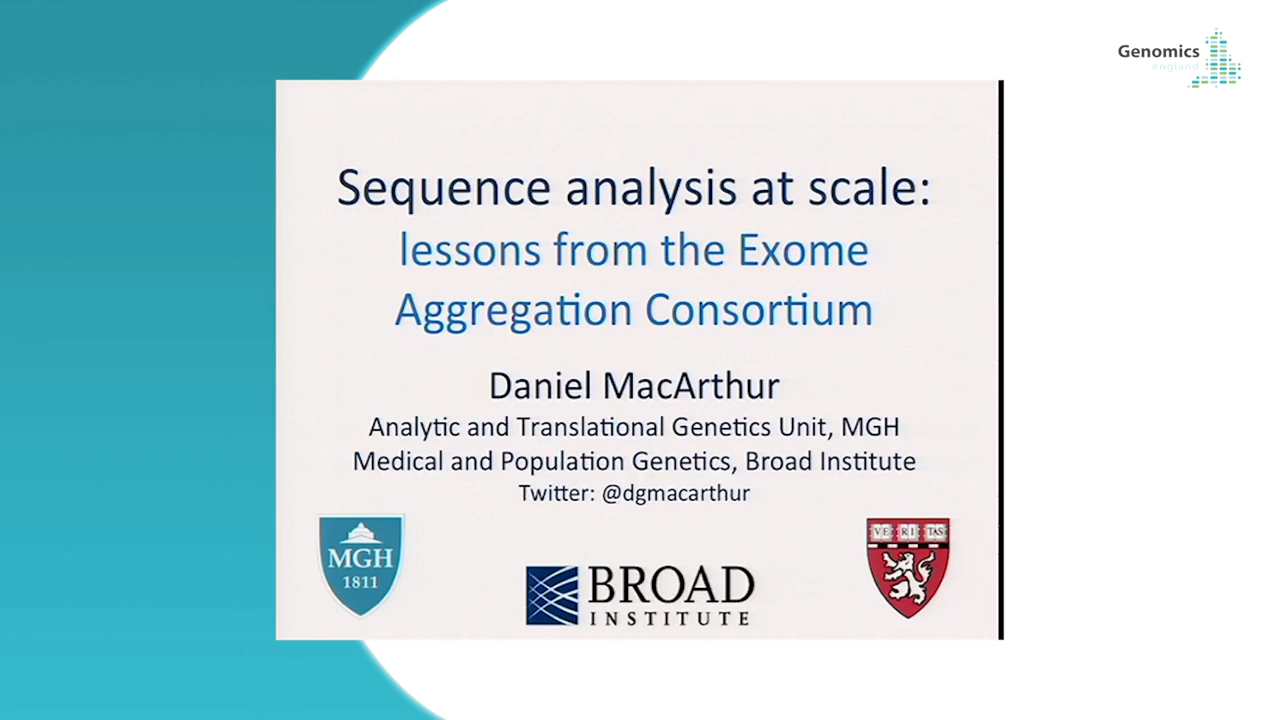 Genomics
england
Sequence analysis at scale:
lessons from the Exome
Aggregation Consortium
Daniel MacArthur
Analytic and Translational Genetics Unit, MGH
Medical and Population Genetics, Broad Institute
Twitter: @dgmacarthur
MGH
1811
BROAD
INSTITUTE
VE RI TAS